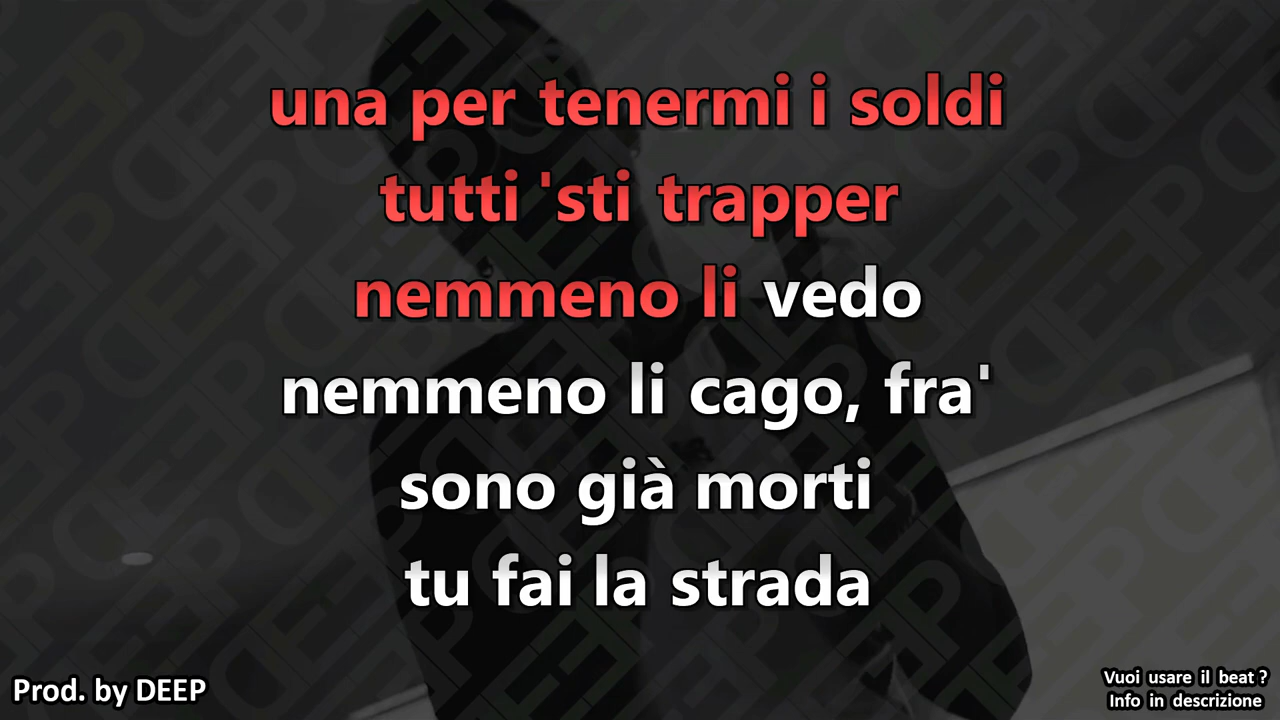 una per tenermi i soldi
tutti 'sti trapper
nemmeno li vedo
nemmeno li cago, fra'
sono già morti
tu fai la strada
Prod. by DEEP
Vuoi usare il beat ?
Info in descrizione